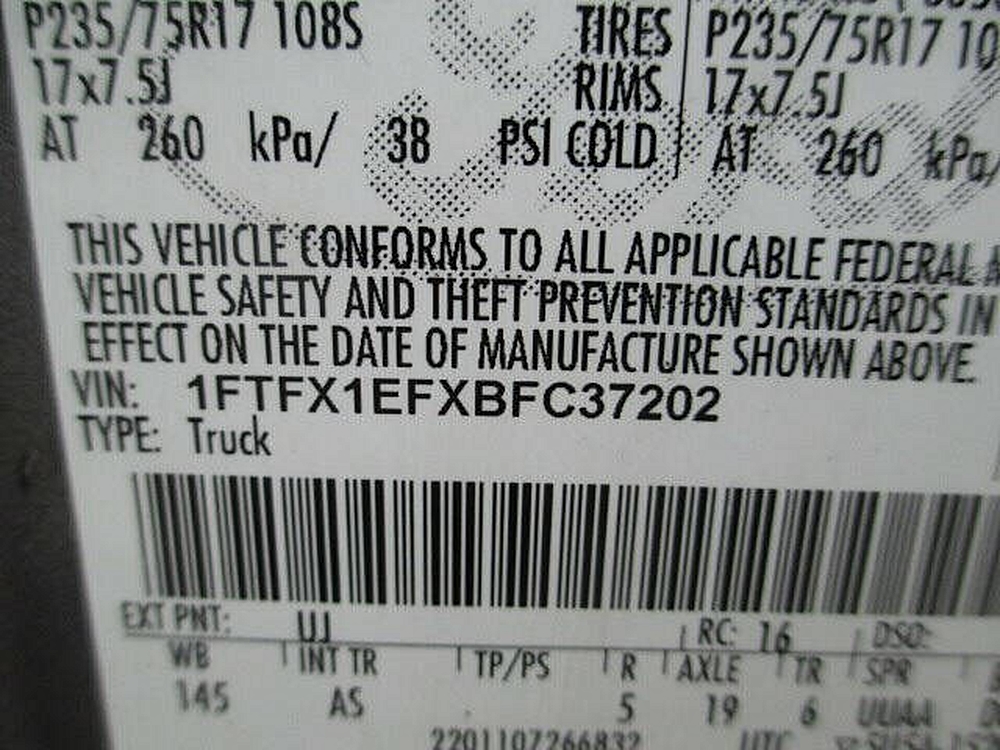 P235/75R17 108S TIRES P235/75R17 10
17x7.5J RIMS 17x7.5J
AT 260 kPa/ 38 PSI COLD AT 260 kPa/
THIS VEHICLE CONFORMS TO ALL APPLICABLE FEDERAL
VEHICLE SAFETY AND THEFT PREVENTION STANDARDS IN
EFFECT ON THE DATE OF MANUFACTURE SHOWN ABOVE.
VIN: 1FTFX1EFXBFC37202
TYPE: Truck
EXT PNT: UJ RC: 16 DSO:
WB INT TR TP/PS R AXLE TR SPR
145 AS 5 19 6 UUAA
2201107266832 UTC